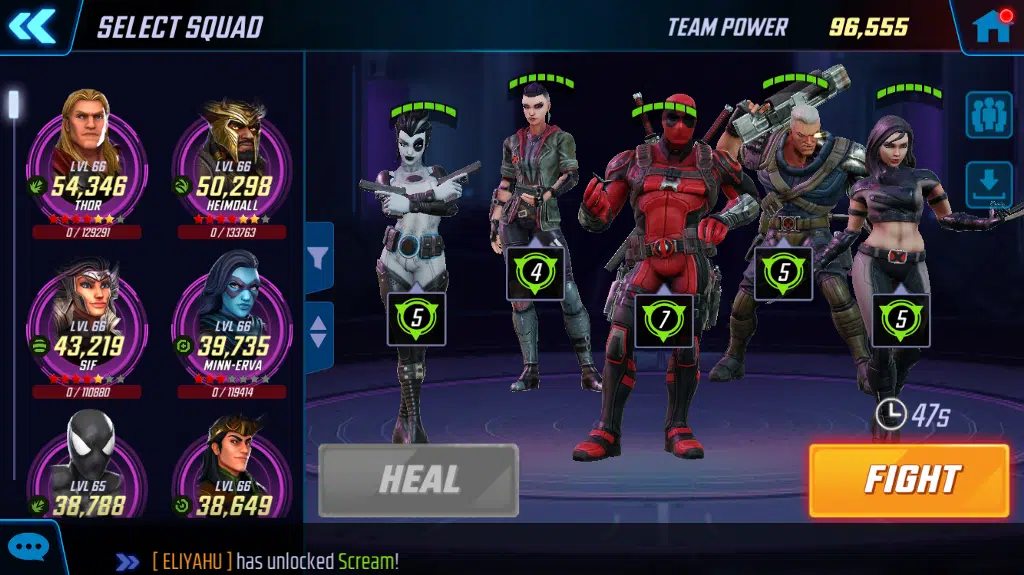 SELECT SQUAD
TEAM POWER 96,555
LVL 66
54,346
THOR
0 / 129291
LVL 66
50,298
HEIMDALL
0 / 133763
LVL 66
43,219
SIF
0 / 110880
LVL 66
39,735
MINN-ERVA
0 / 119414
LVL 65
38,788
LVL 66
38,649
5
4
7
5
5
47s
HEAL
FIGHT
[ ELIYAHU ] has unlocked Scream!